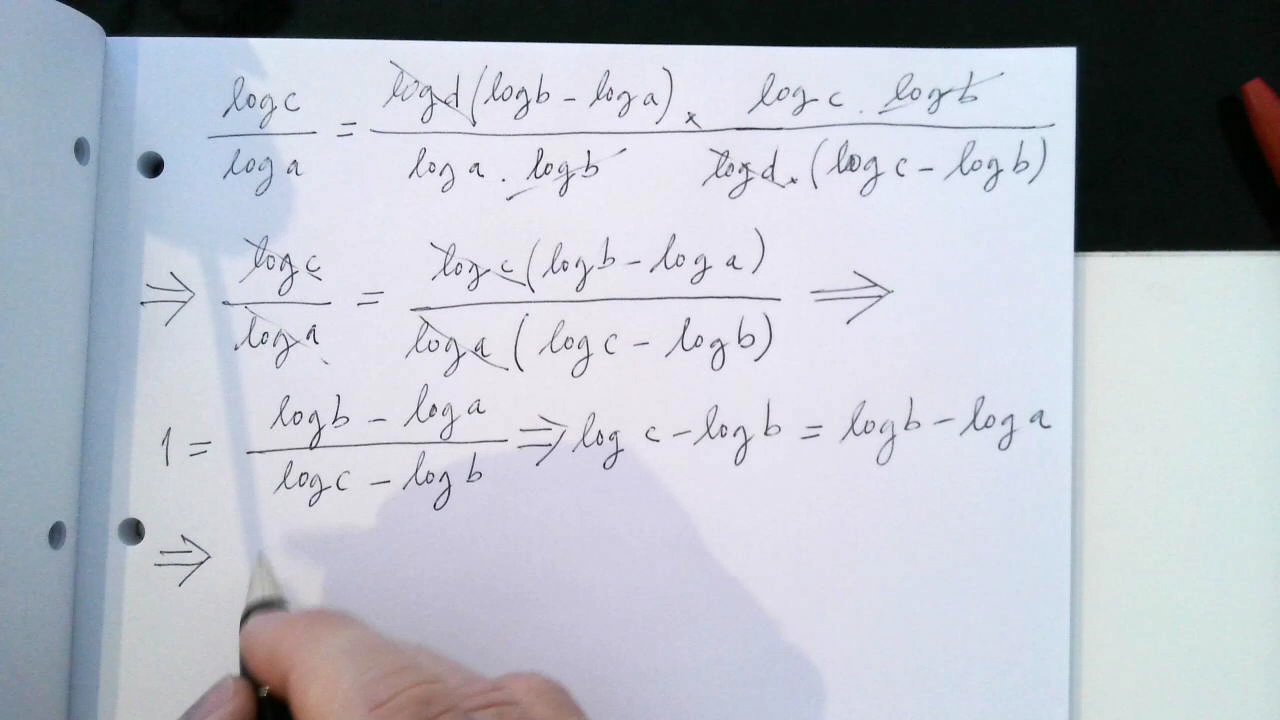 log c / log a = log d (log b - log a) / log a . log b × log c . log b / log d . (log c - log b)
⇒ log c / log a = log c (log b - log a) / log a (log c - log b) ⇒
1 = log b - log a / log c - log b ⇒ log c - log b = log b - log a
⇒